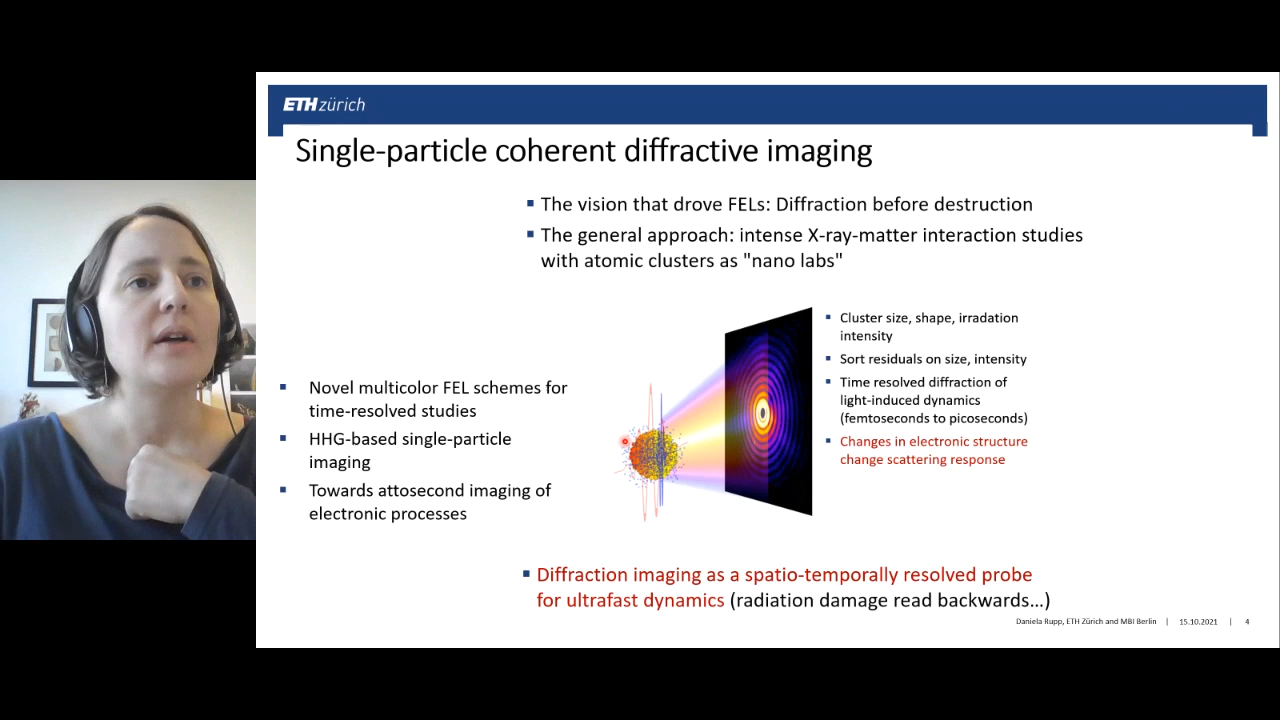 ETH zürich
Single-particle coherent diffractive imaging
▪ The vision that drove FELs: Diffraction before destruction
▪ The general approach: intense X-ray-matter interaction studies
with atomic clusters as "nano labs"
▪ Novel multicolor FEL schemes for
time-resolved studies
▪ HHG-based single-particle
imaging
▪ Towards attosecond imaging of
electronic processes
▪ Cluster size, shape, irradation
intensity
▪ Sort residuals on size, intensity
▪ Time resolved diffraction of
light-induced dynamics
(femtoseconds to picoseconds)
▪ Changes in electronic structure
change scattering response
▪ Diffraction imaging as a spatio-temporally resolved probe
for ultrafast dynamics (radiation damage read backwards...)
Daniela Rupp, ETH Zürich and MBI Berlin | 15.10.2021 | 4